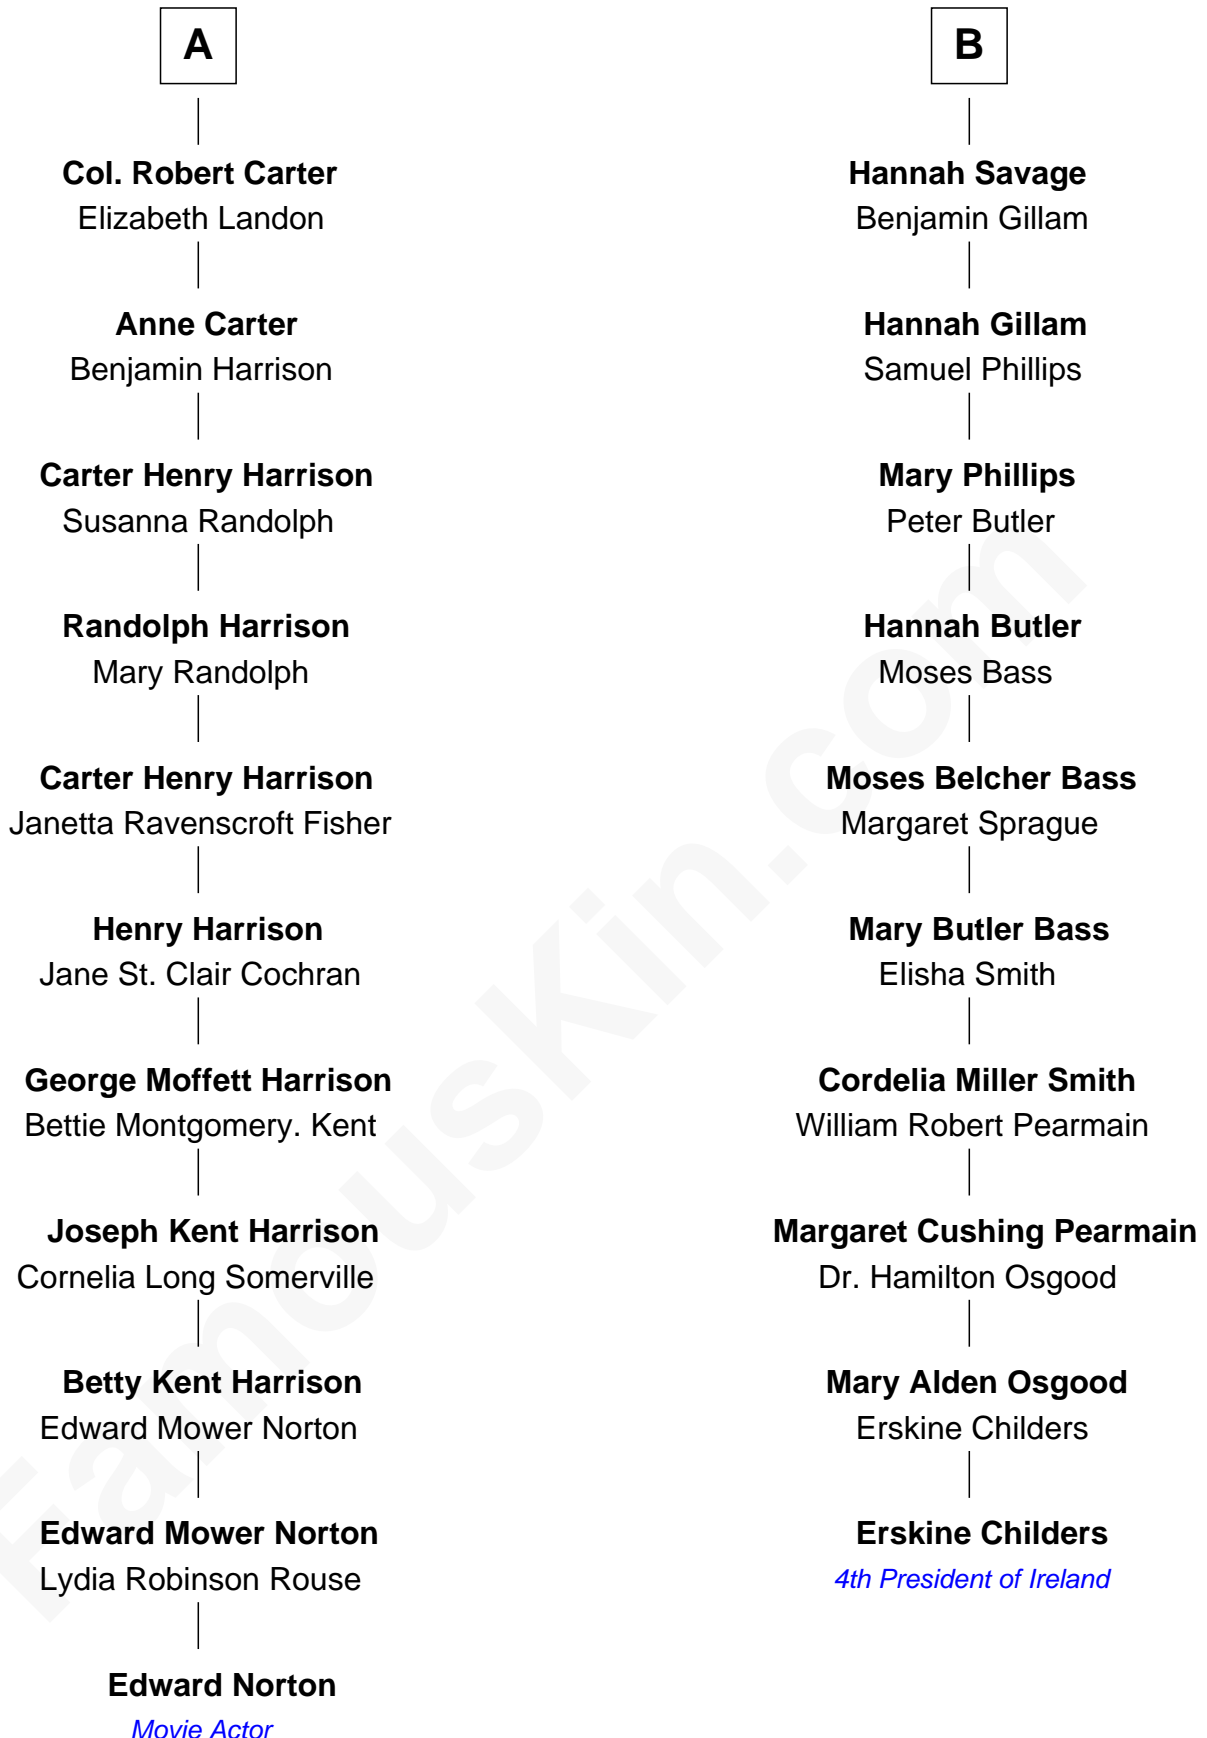 A
Col. Robert Carter
Elizabeth Landon
Anne Carter
Benjamin Harrison
Carter Henry Harrison
Susanna Randolph
Randolph Harrison
Mary Randolph
Carter Henry Harrison
Janetta Ravenscroft Fisher
Henry Harrison
Jane St. Clair Cochran
George Moffett Harrison
Bettie Montgomery. Kent
Joseph Kent Harrison
Cornelia Long Somerville
Betty Kent Harrison
Edward Mower Norton
Edward Mower Norton
Lydia Robinson Rouse
Edward Norton
Movie Actor
B
Hannah Savage
Benjamin Gillam
Hannah Gillam
Samuel Phillips
Mary Phillips
Peter Butler
Hannah Butler
Moses Bass
Moses Belcher Bass
Margaret Sprague
Mary Butler Bass
Elisha Smith
Cordelia Miller Smith
William Robert Pearmain
Margaret Cushing Pearmain
Dr. Hamilton Osgood
Mary Alden Osgood
Erskine Childers
Erskine Childers
4th President of Ireland
FamousKin.com